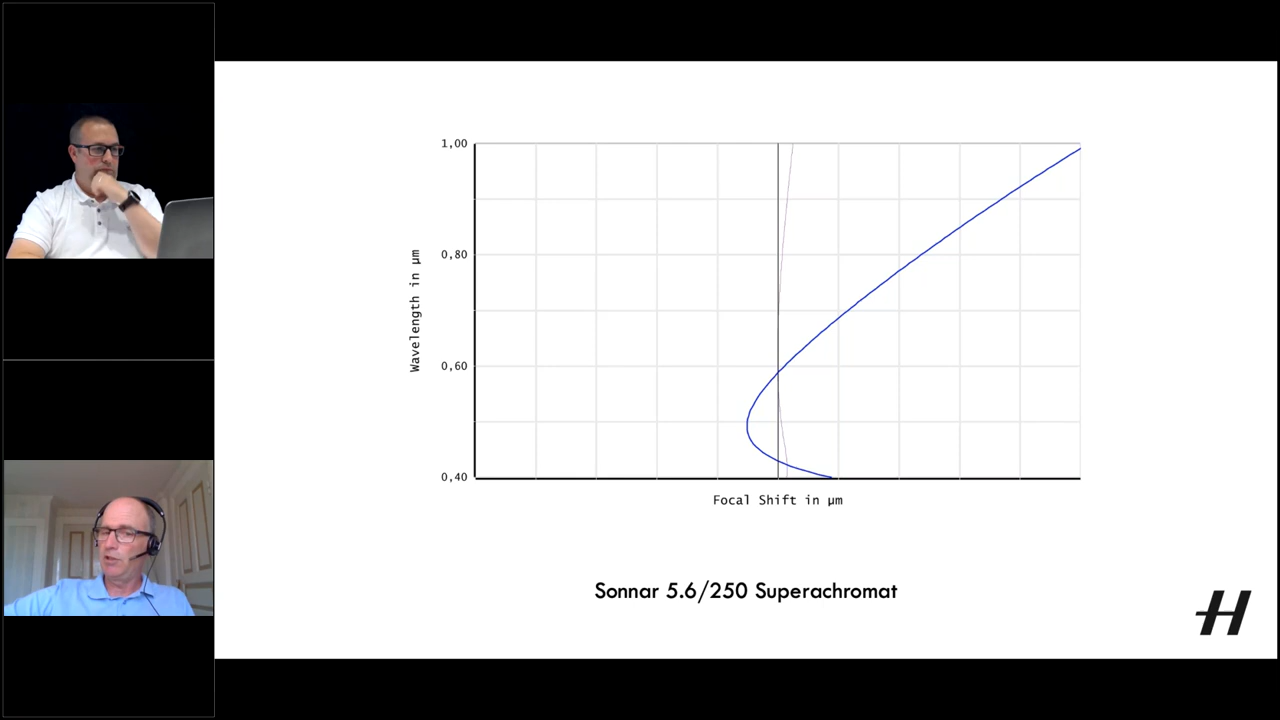 1,00
0,80
0,60
0,40
Wavelength in µm
Focal Shift in µm
Sonnar 5.6/250 Superachromat
H